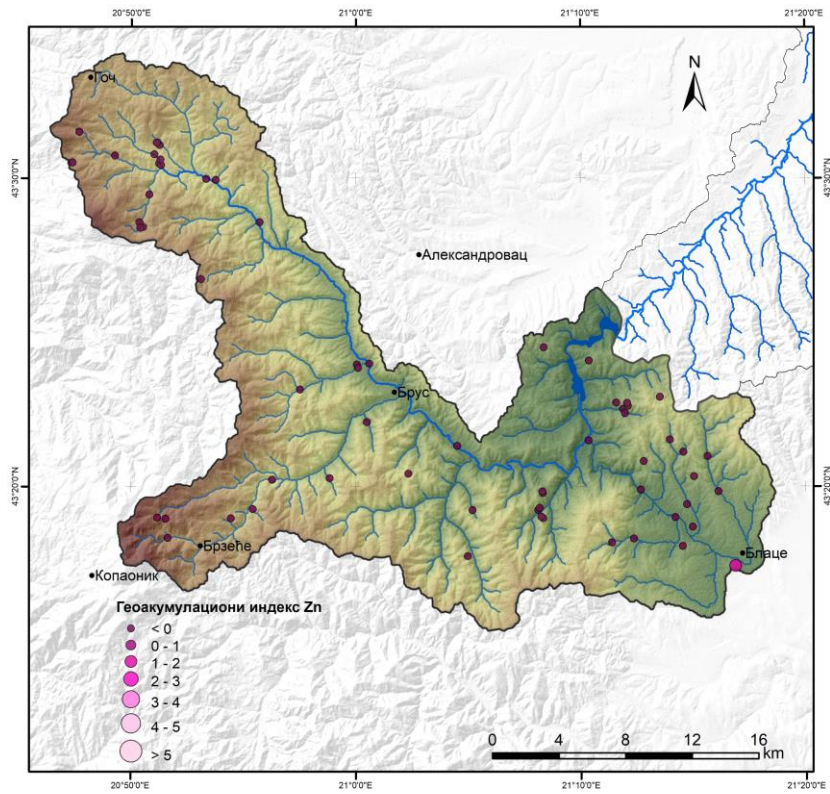 20°50'0"E 21°0'0"E 21°10'0"E 21°20'0"E
Гоч
N
43°30'0"N 43°30'0"N
Александровац
Брус
43°20'0"N 43°20'0"N
Брзеће
Блаце
Копаоник
Геоакумулациони индекс Zn
< 0
0 - 1
1 - 2
2 - 3
3 - 4
4 - 5
> 5
0 4 8 12 16
km
20°50'0"E 21°0'0"E 21°10'0"E 21°20'0"E